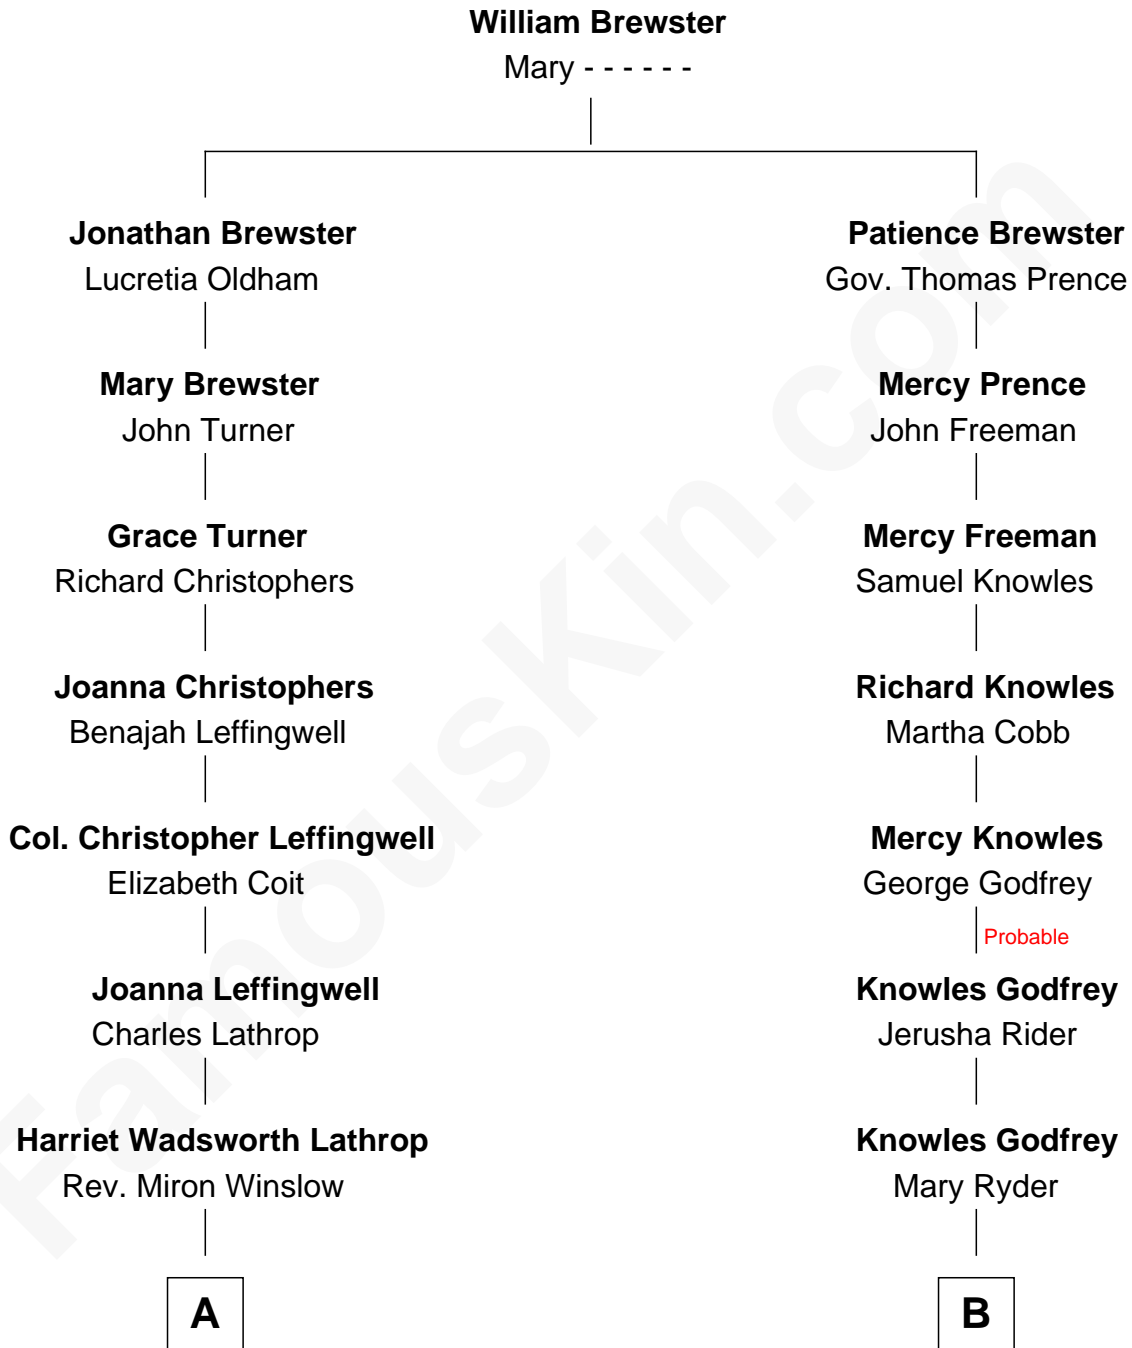 William Brewster
Mary - - - - - -
Jonathan Brewster
Lucretia Oldham
Patience Brewster
Gov. Thomas Prence
Mary Brewster
John Turner
Mercy Prence
John Freeman
Grace Turner
Richard Christophers
Mercy Freeman
Samuel Knowles
Joanna Christophers
Benajah Leffingwell
Richard Knowles
Martha Cobb
Col. Christopher Leffingwell
Elizabeth Coit
Mercy Knowles
George Godfrey
Probable
Joanna Leffingwell
Charles Lathrop
Knowles Godfrey
Jerusha Rider
Harriet Wadsworth Lathrop
Rev. Miron Winslow
Knowles Godfrey
Mary Ryder
A
B
FamousKin.com